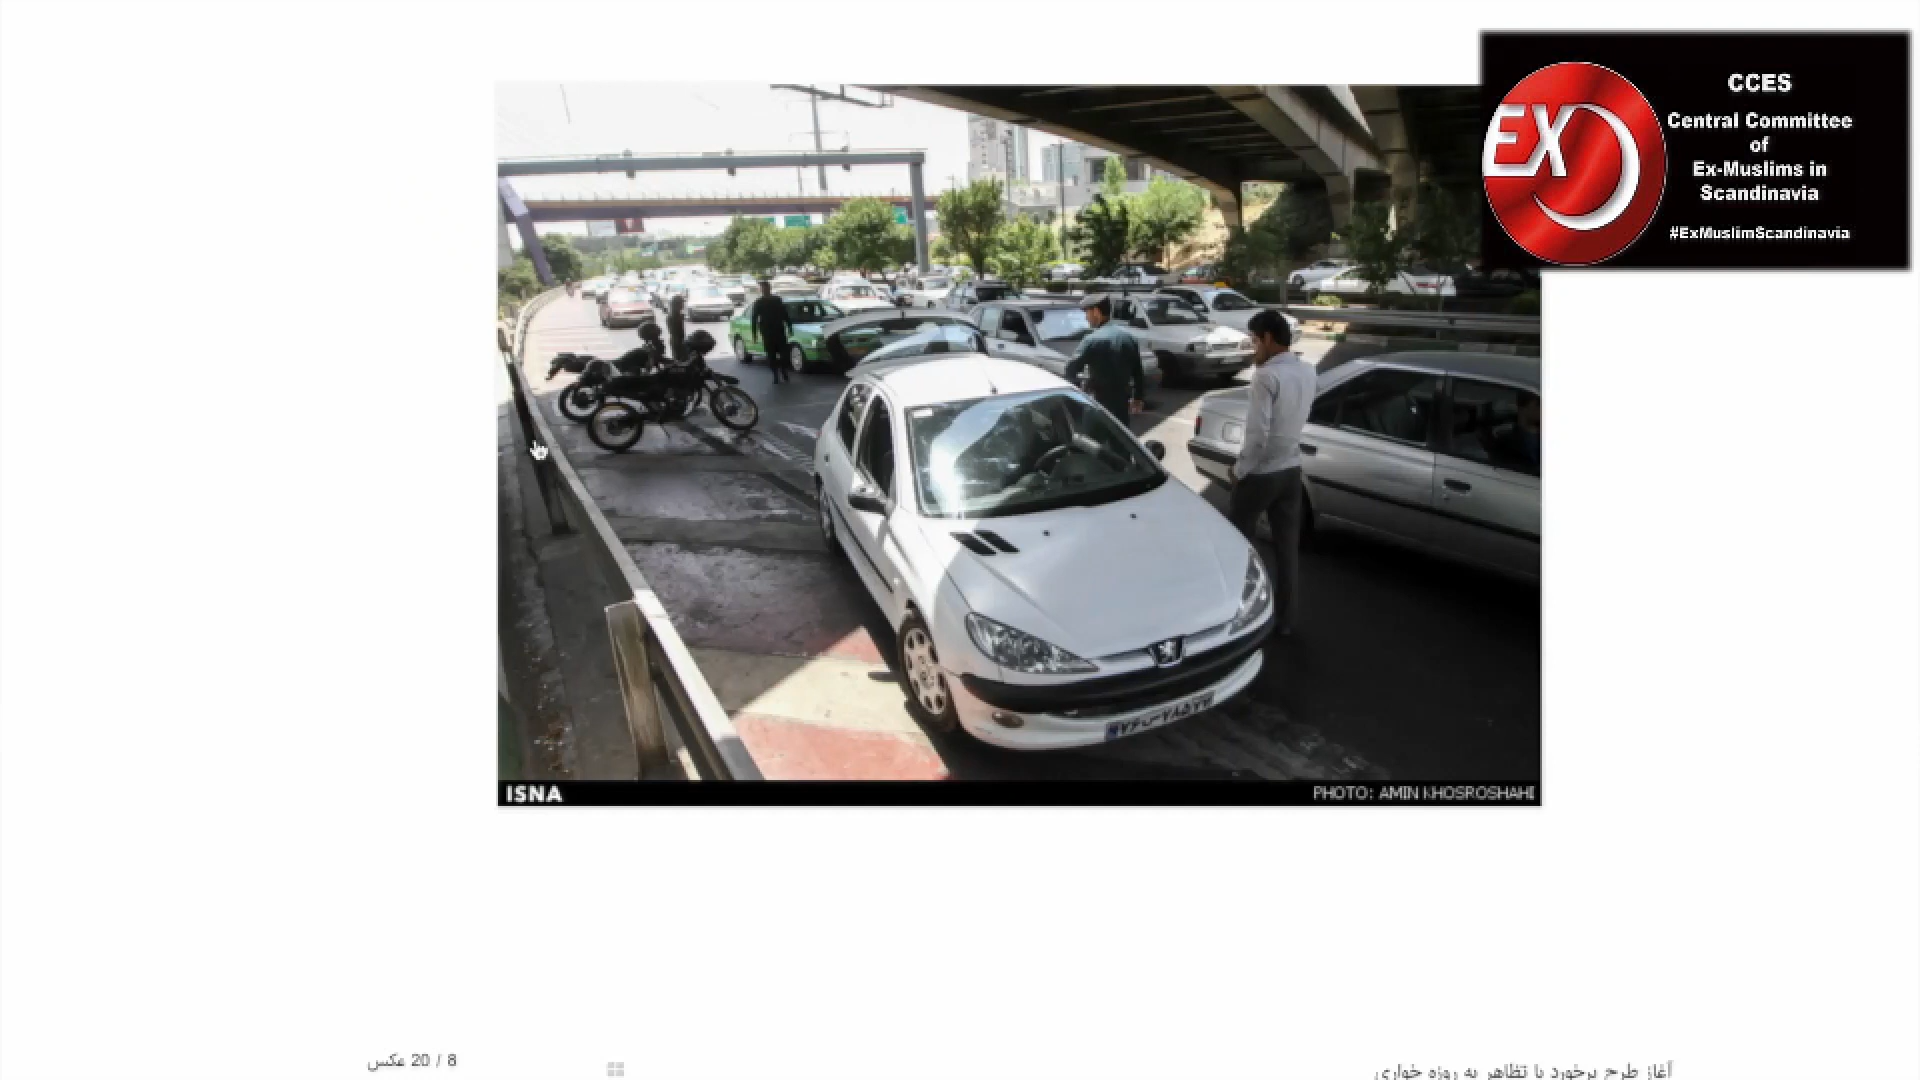 CCES
Central Committee
of
Ex-Muslims in
Scandinavia
#ExMuslimScandinavia
EX
ISNA
PHOTO: AMIN KHOSROSHAHI
8 / 20 عکس
آغاز طرح برخورد با تظاهر به روزه خواری